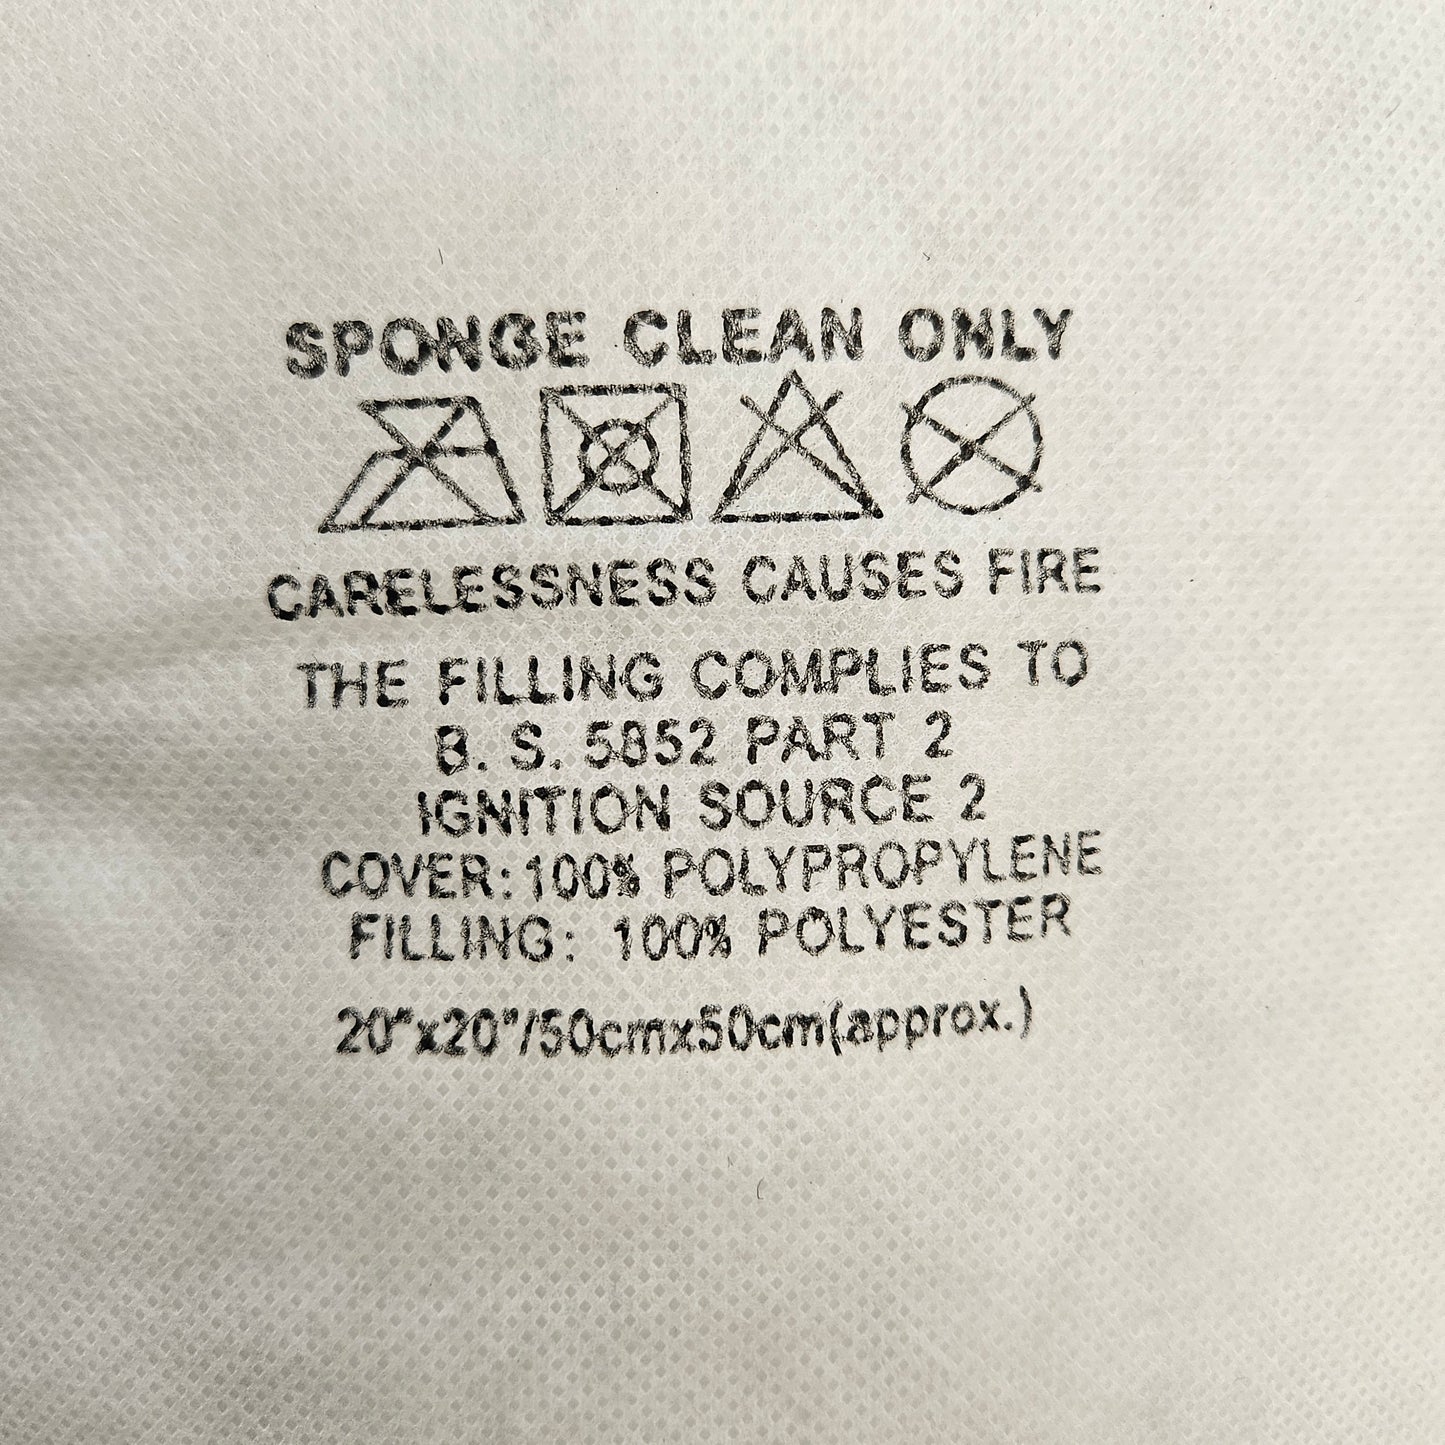 SPONGE CLEAN ONLY
CARELESSNESS CAUSES FIRE
THE FILLING COMPLIES TO
B. S. 5852 PART 2
IGNITION SOURCE 2
COVER: 100% POLYPROPYLENE
FILLING: 100% POLYESTER
20"x20"/50cmx50cm(approx.)